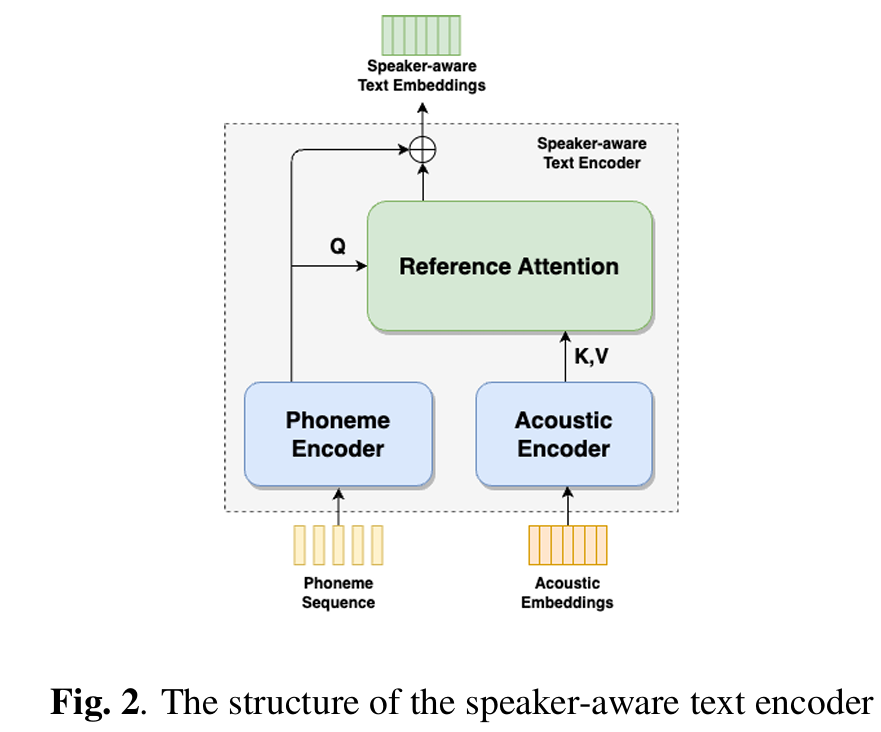 Speaker-aware
Text Embeddings
Speaker-aware
Text Encoder
Q
Reference Attention
K,V
Phoneme
Encoder
Acoustic
Encoder
Phoneme
Sequence
Acoustic
Embeddings
Fig. 2. The structure of the speaker-aware text encoder